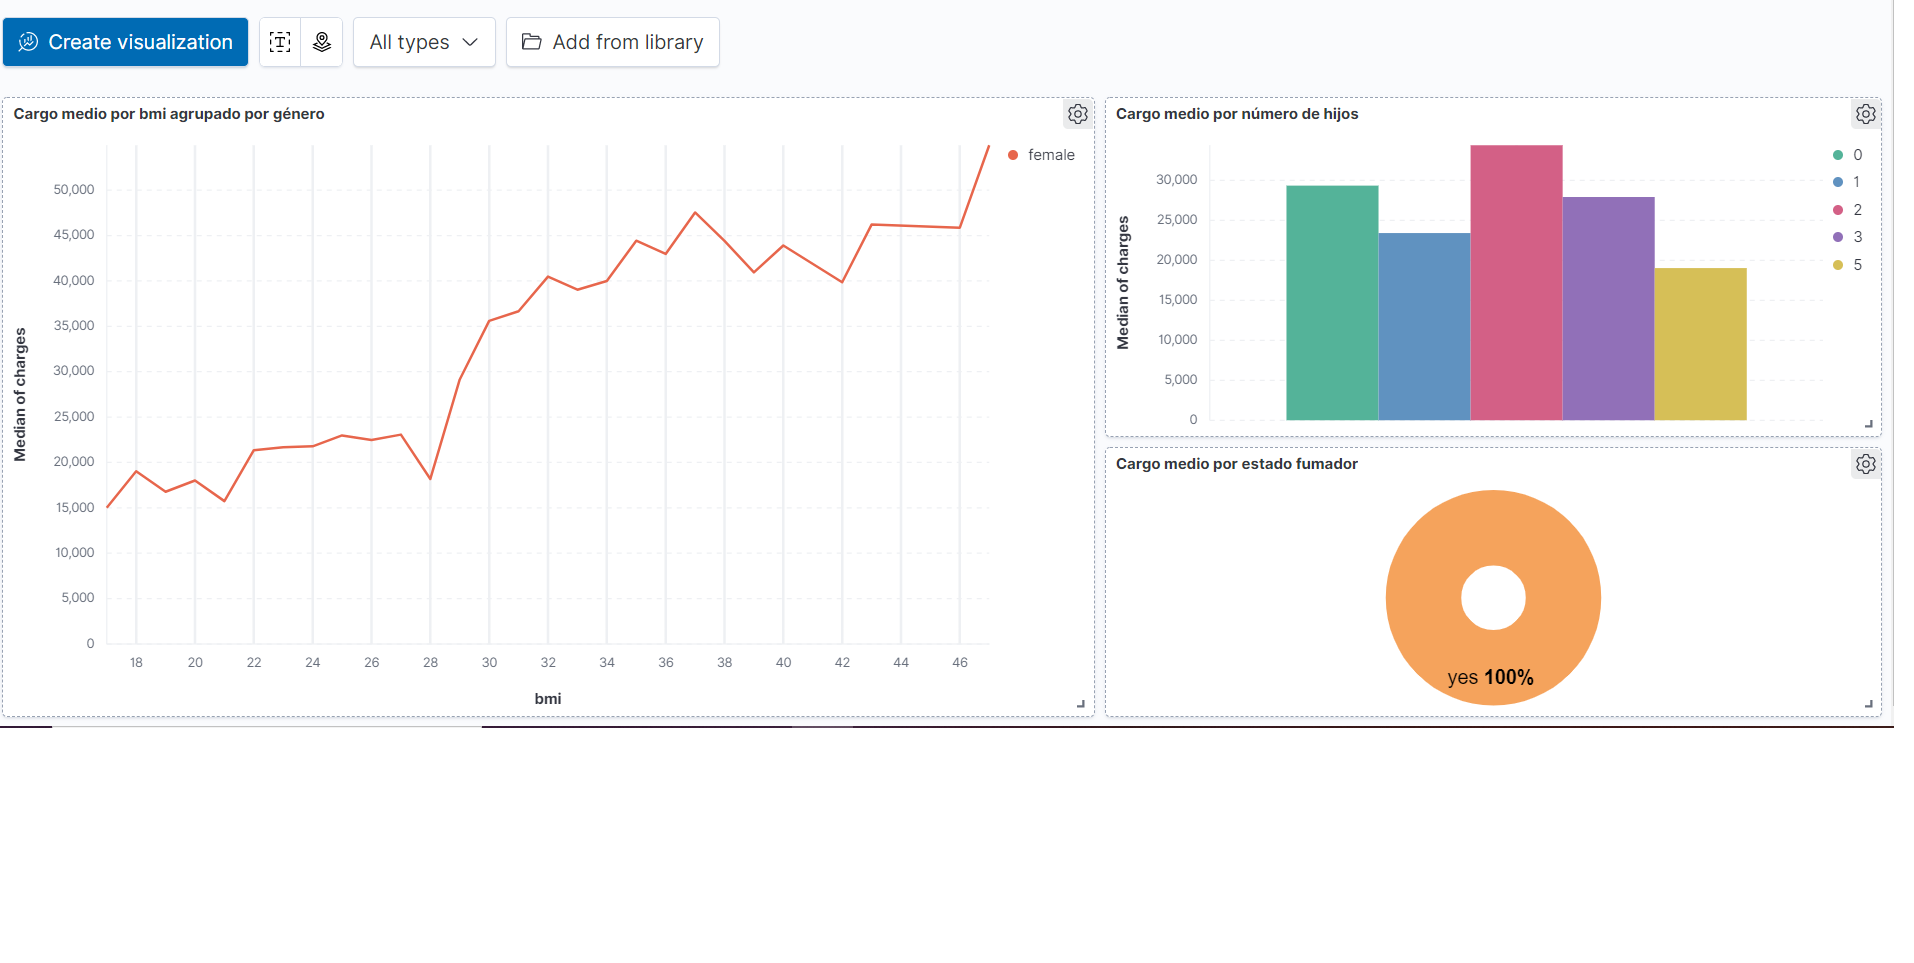 Create visualization
T
All types
Add from library
Cargo medio por bmi agrupado por género
female
Median of charges
50,000
45,000
40,000
35,000
30,000
25,000
20,000
15,000
10,000
5,000
0
18 20 22 24 26 28 30 32 34 36 38 40 42 44 46
bmi
Cargo medio por número de hijos
Median of charges
30,000
25,000
20,000
15,000
10,000
5,000
0
0
1
2
3
5
Cargo medio por estado fumador
yes 100%